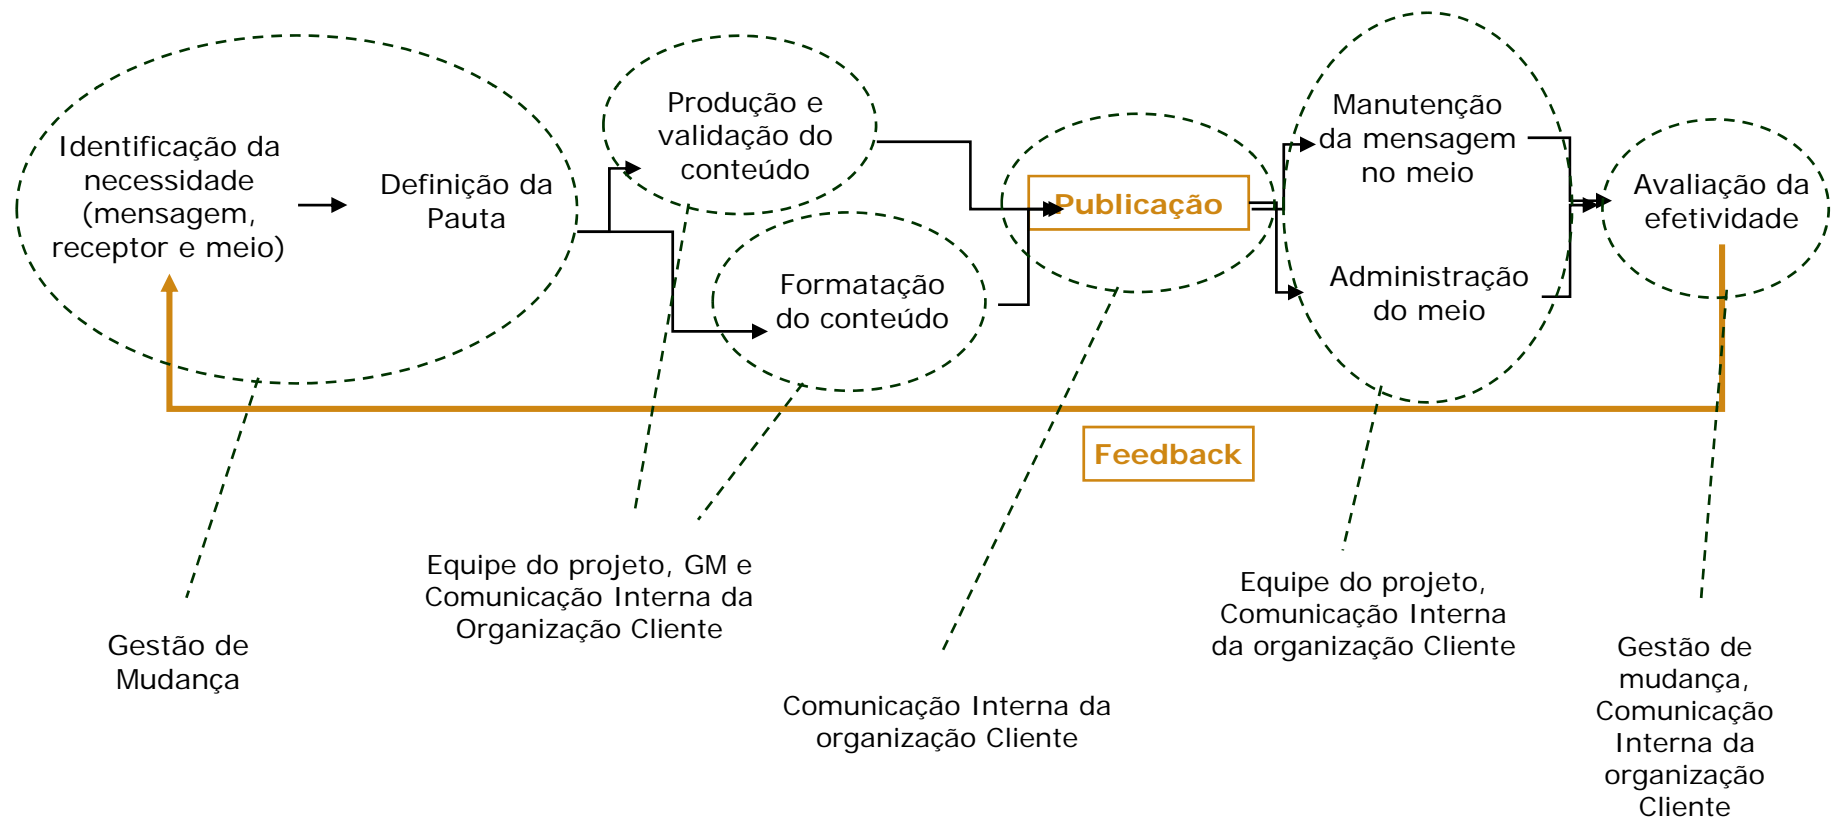 Identificação da
necessidade
(mensagem,
receptor e meio)
Definição da
Pauta
Produção e
validação do
conteúdo
Formatação
do conteúdo
Publicação
Manutenção
da mensagem
no meio
Administração
do meio
Avaliação da
efetividade
Feedback
Gestão de
Mudança
Equipe do projeto, GM e
Comunicação Interna da
Organização Cliente
Comunicação Interna da
organização Cliente
Equipe do projeto,
Comunicação Interna
da organização Cliente
Gestão de
mudança,
Comunicação
Interna da
organização
Cliente